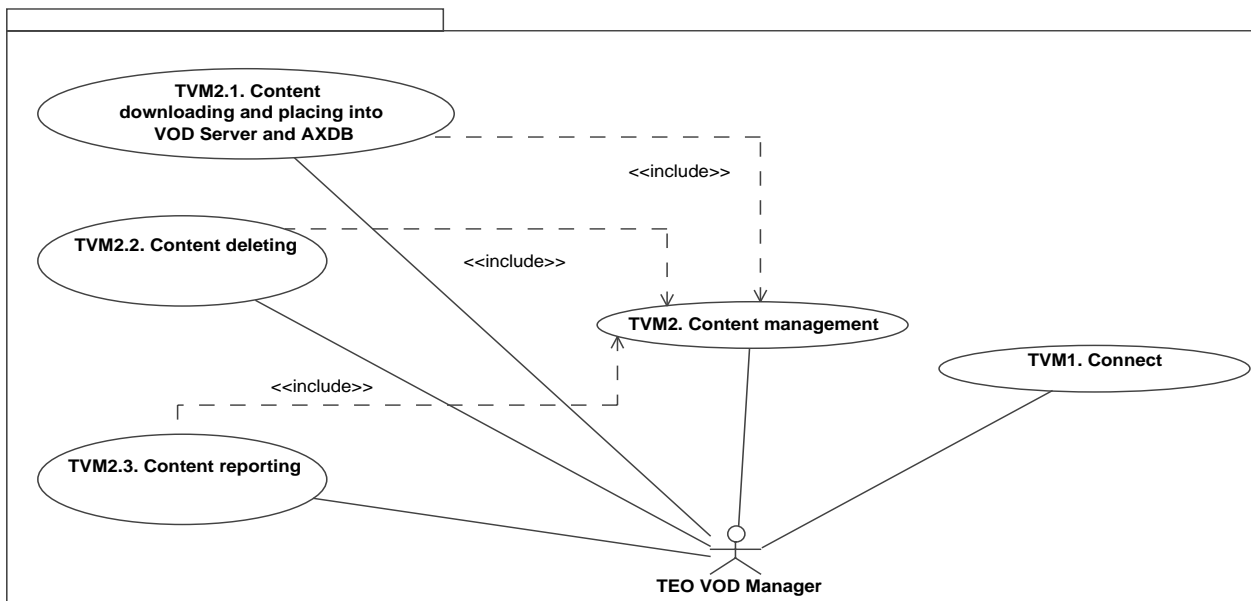 TVM2.1. Content
downloading and placing into
VOD Server and AXDB
<<include>>
TVM2.2. Content deleting
<<include>>
TVM2. Content management
TVM1. Connect
<<include>>
TVM2.3. Content reporting
TEO VOD Manager